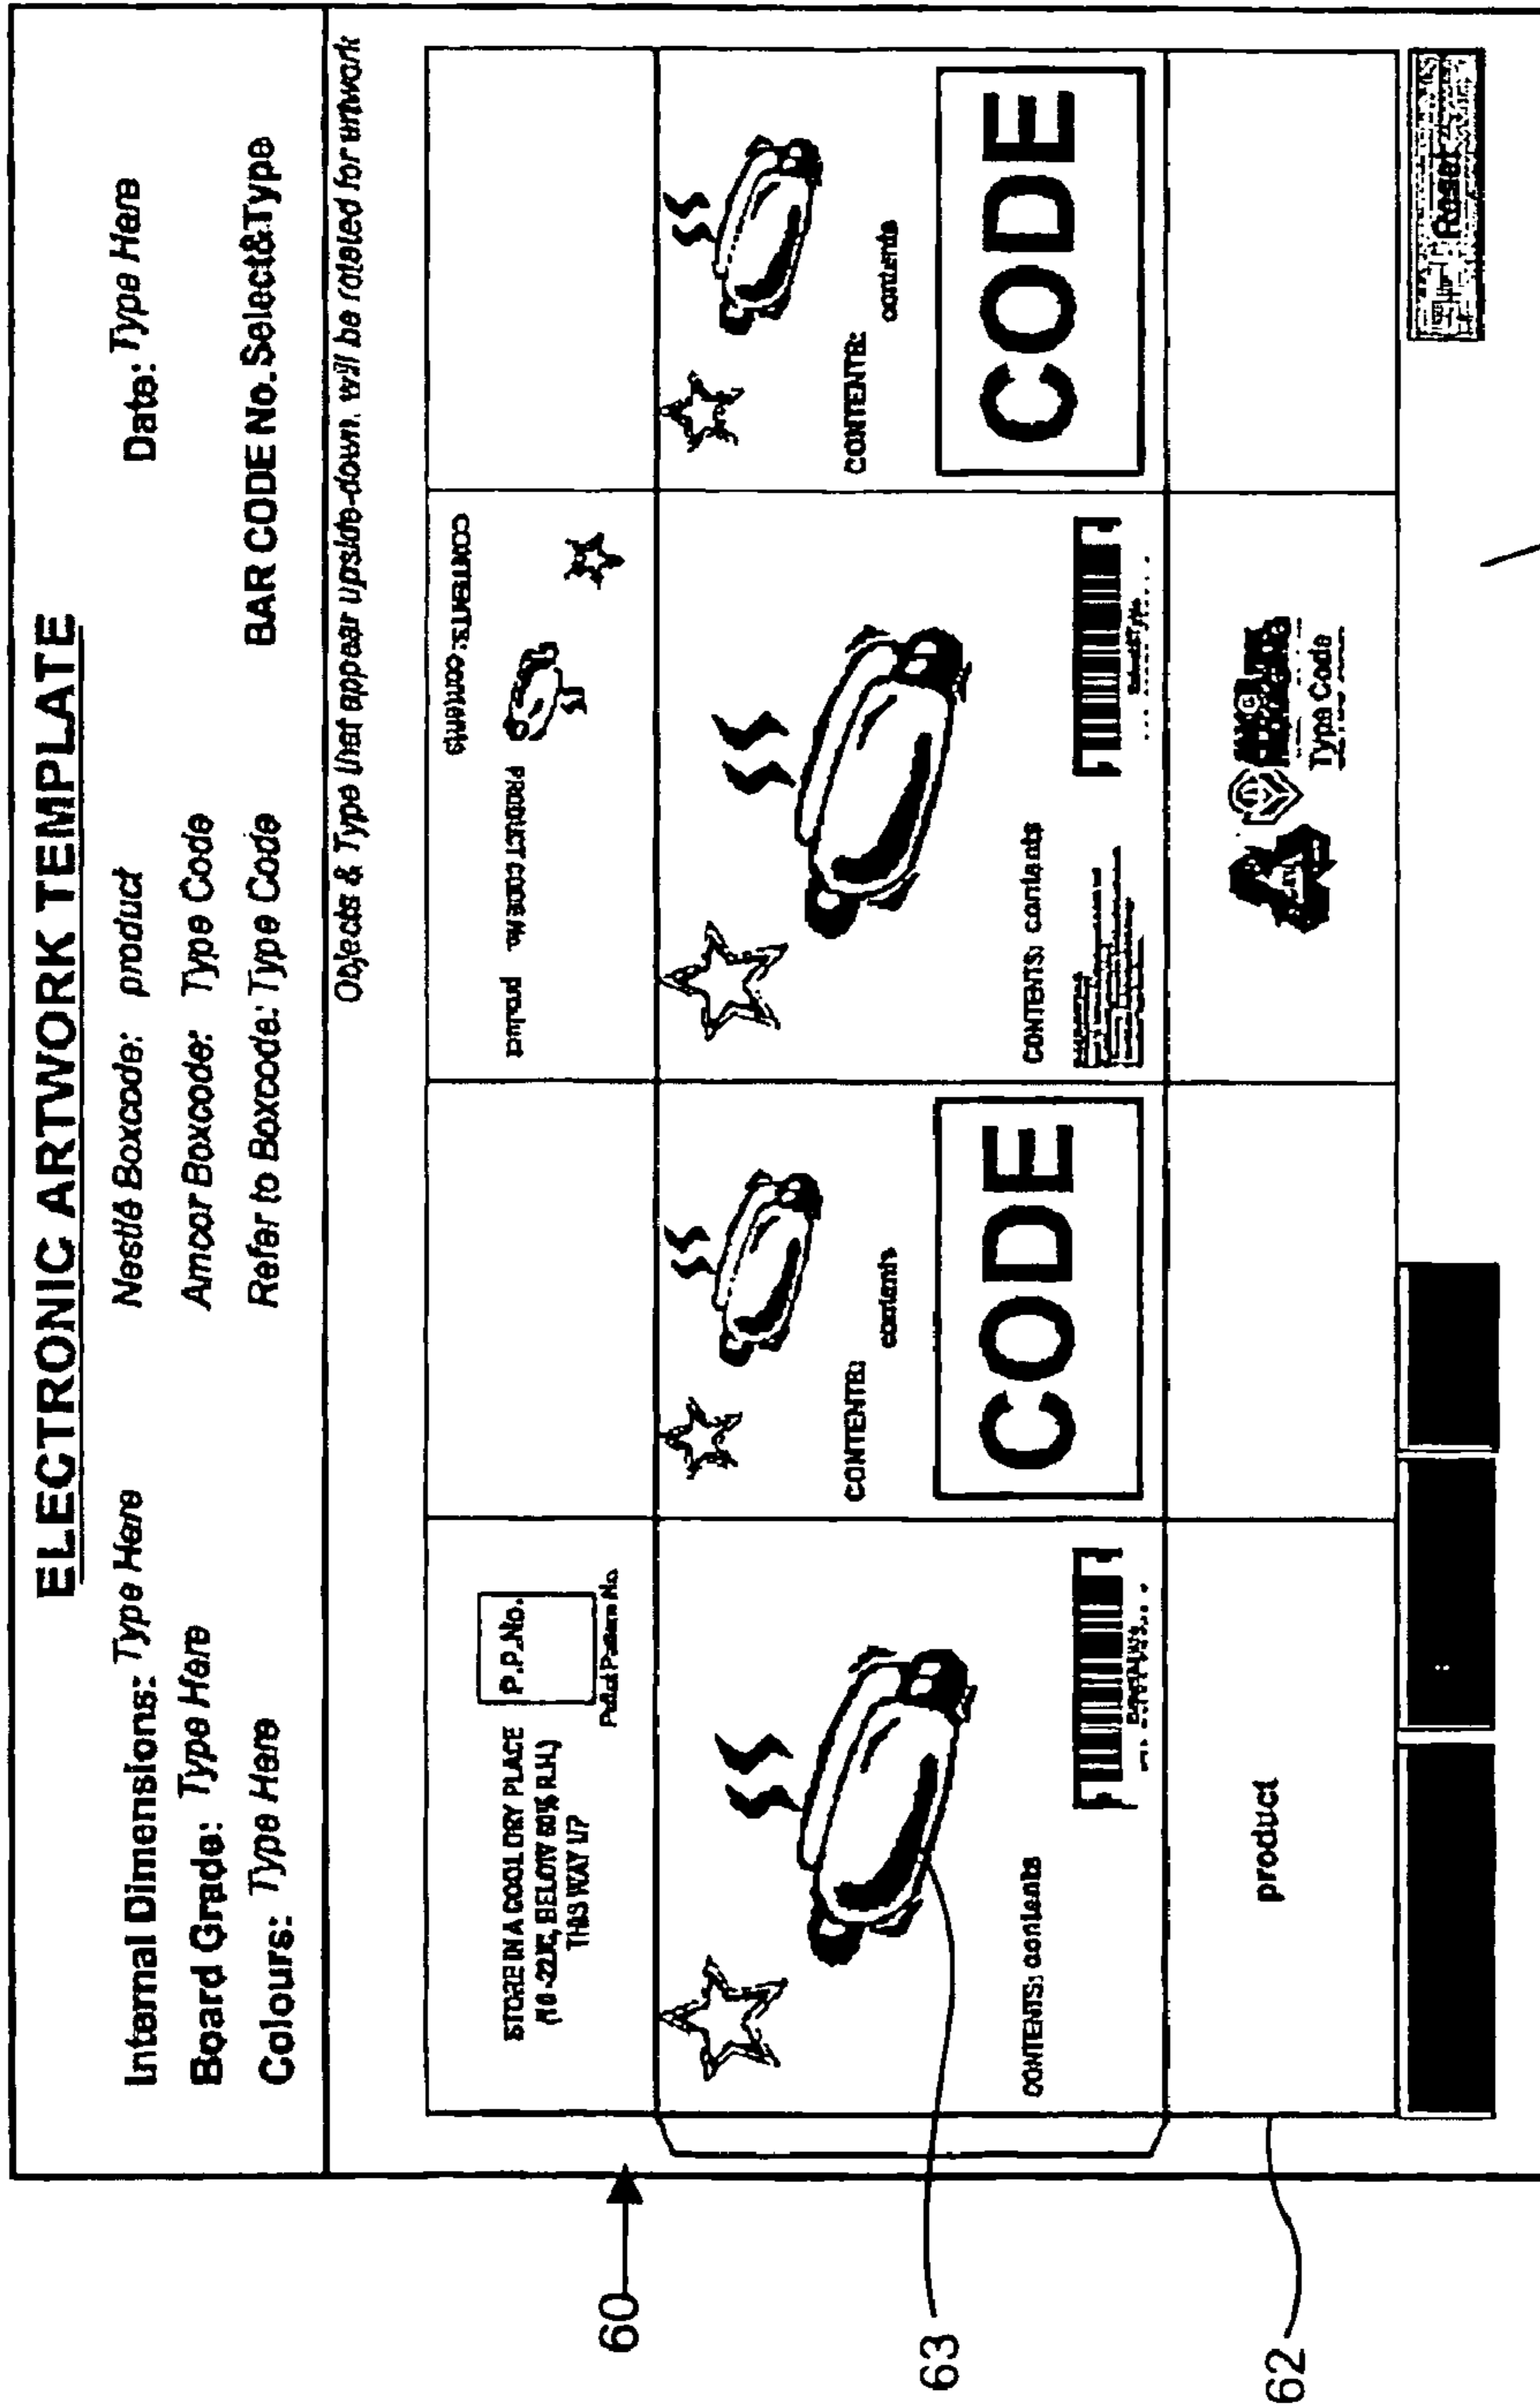 ELECTRONIC ARTWORK TEMPLATE
Internal Dimensions: Type Here
Nestlé Boxcode: product
Date: Type Here
Board Grade: Type Here
Amcor Boxcode: Type Code
Colours: Type Here
Refer to Boxcode: Type Code
BAR CODE No. Select&Type
Objects & Type that appear upside-down, will be rotated for artwork
STORE IN A COOL DRY PLACE
THIS WAY UP
P.P.No.
Pallet Pattern No.
CONTENTS: contents
PRODUCT CODE No. product
CONTENTS: contents
CONTENTS:
contents
CODE
CONTENTS: contents
CONTENTS:
contents
CODE
product
Type Code
Reset
60
63
62